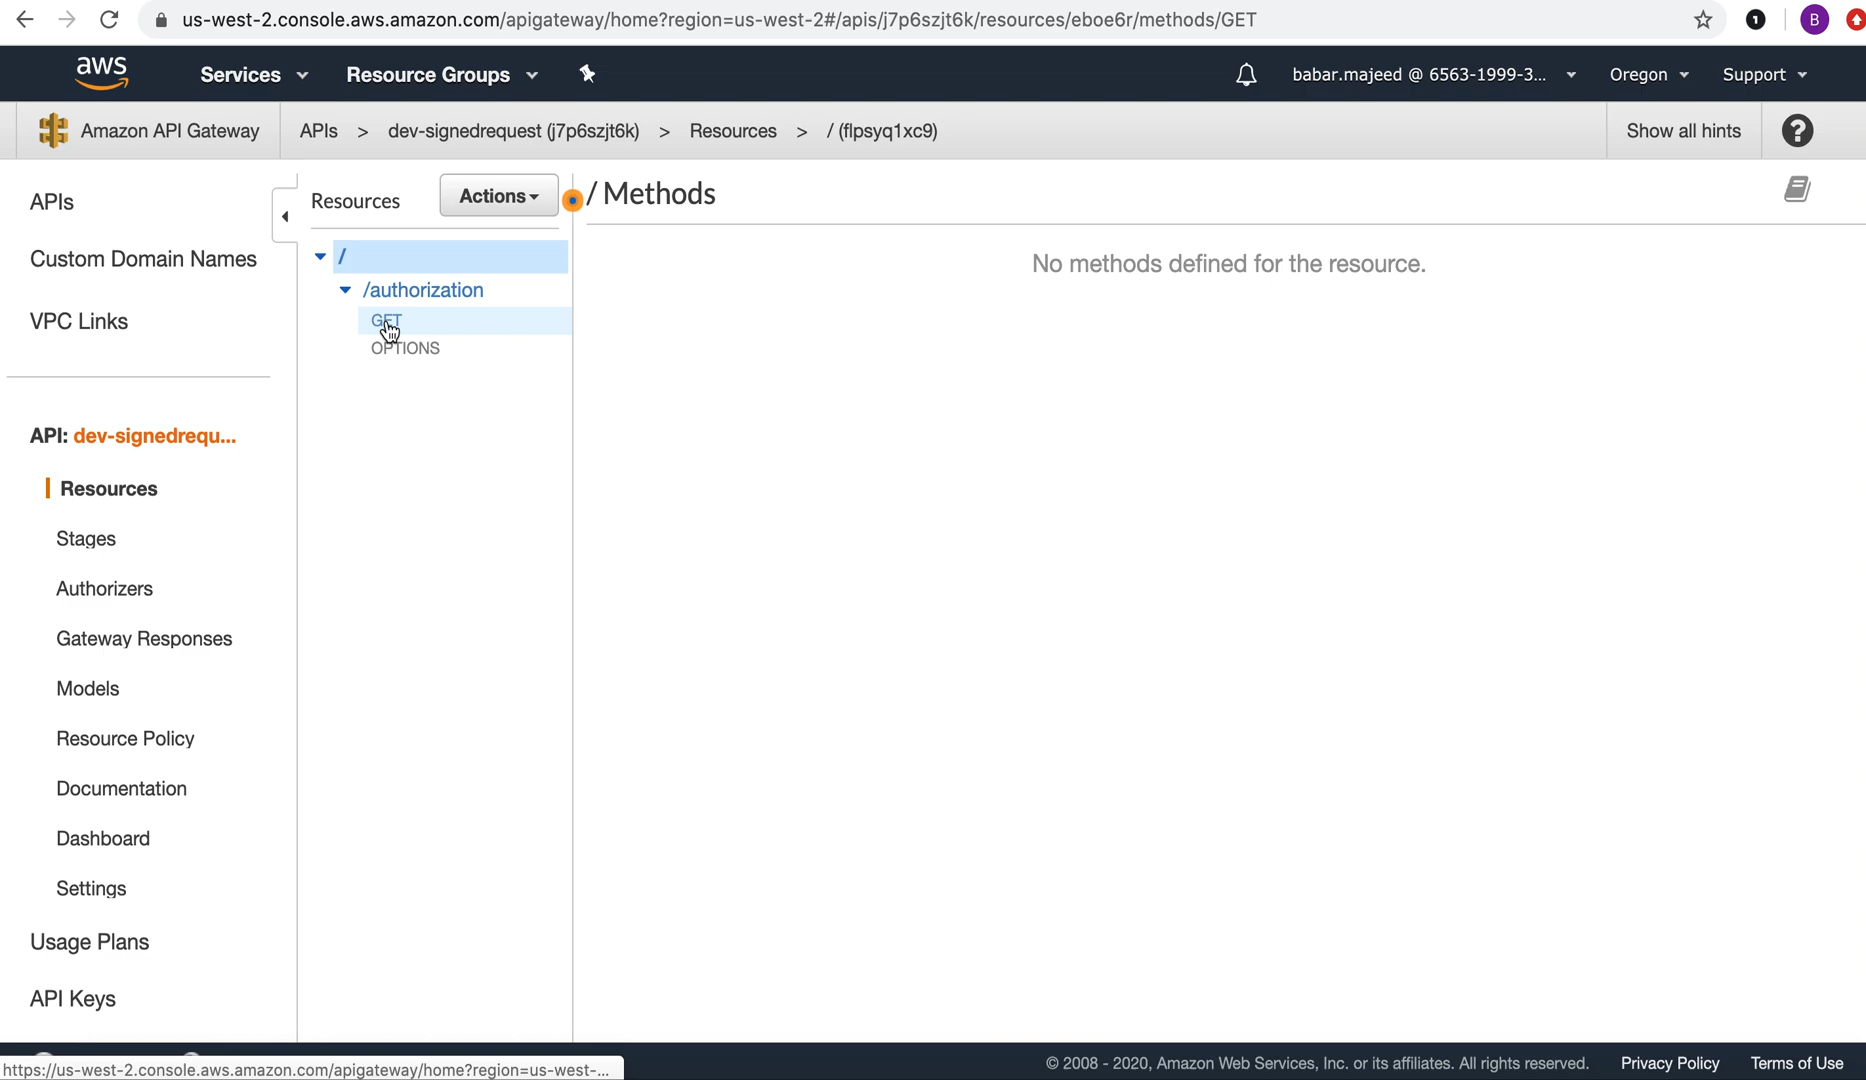 us-west-2.console.aws.amazon.com/apigateway/home?region=us-west-2#/apis/j7p6szjt6k/resources/eboe6r/methods/GET
1
B
aws
Services
Resource Groups
babar.majeed @ 6563-1999-3...
Oregon
Support
Amazon API Gateway
APIs > dev-signedrequest (j7p6szjt6k) > Resources > / (flpsyq1xc9)
Show all hints
?
APIs
Custom Domain Names
VPC Links
API: dev-signedrequ...
Resources
Stages
Authorizers
Gateway Responses
Models
Resource Policy
Documentation
Dashboard
Settings
Usage Plans
API Keys
Resources
Actions
/
/authorization
GET
OPTIONS
/ Methods
No methods defined for the resource.
https://us-west-2.console.aws.amazon.com/apigateway/home?region=us-west-...
© 2008 - 2020, Amazon Web Services, Inc. or its affiliates. All rights reserved.
Privacy Policy
Terms of Use